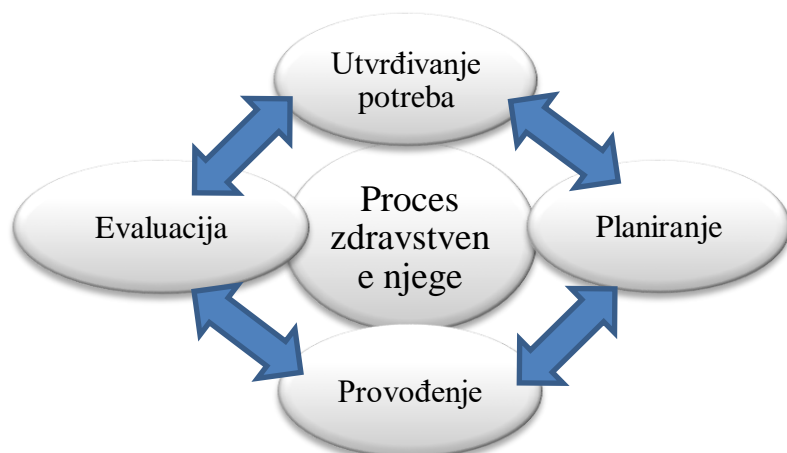 Utvrđivanje
potreba
Evaluacija
Proces
zdravstven
e njege
Planiranje
Provođenje